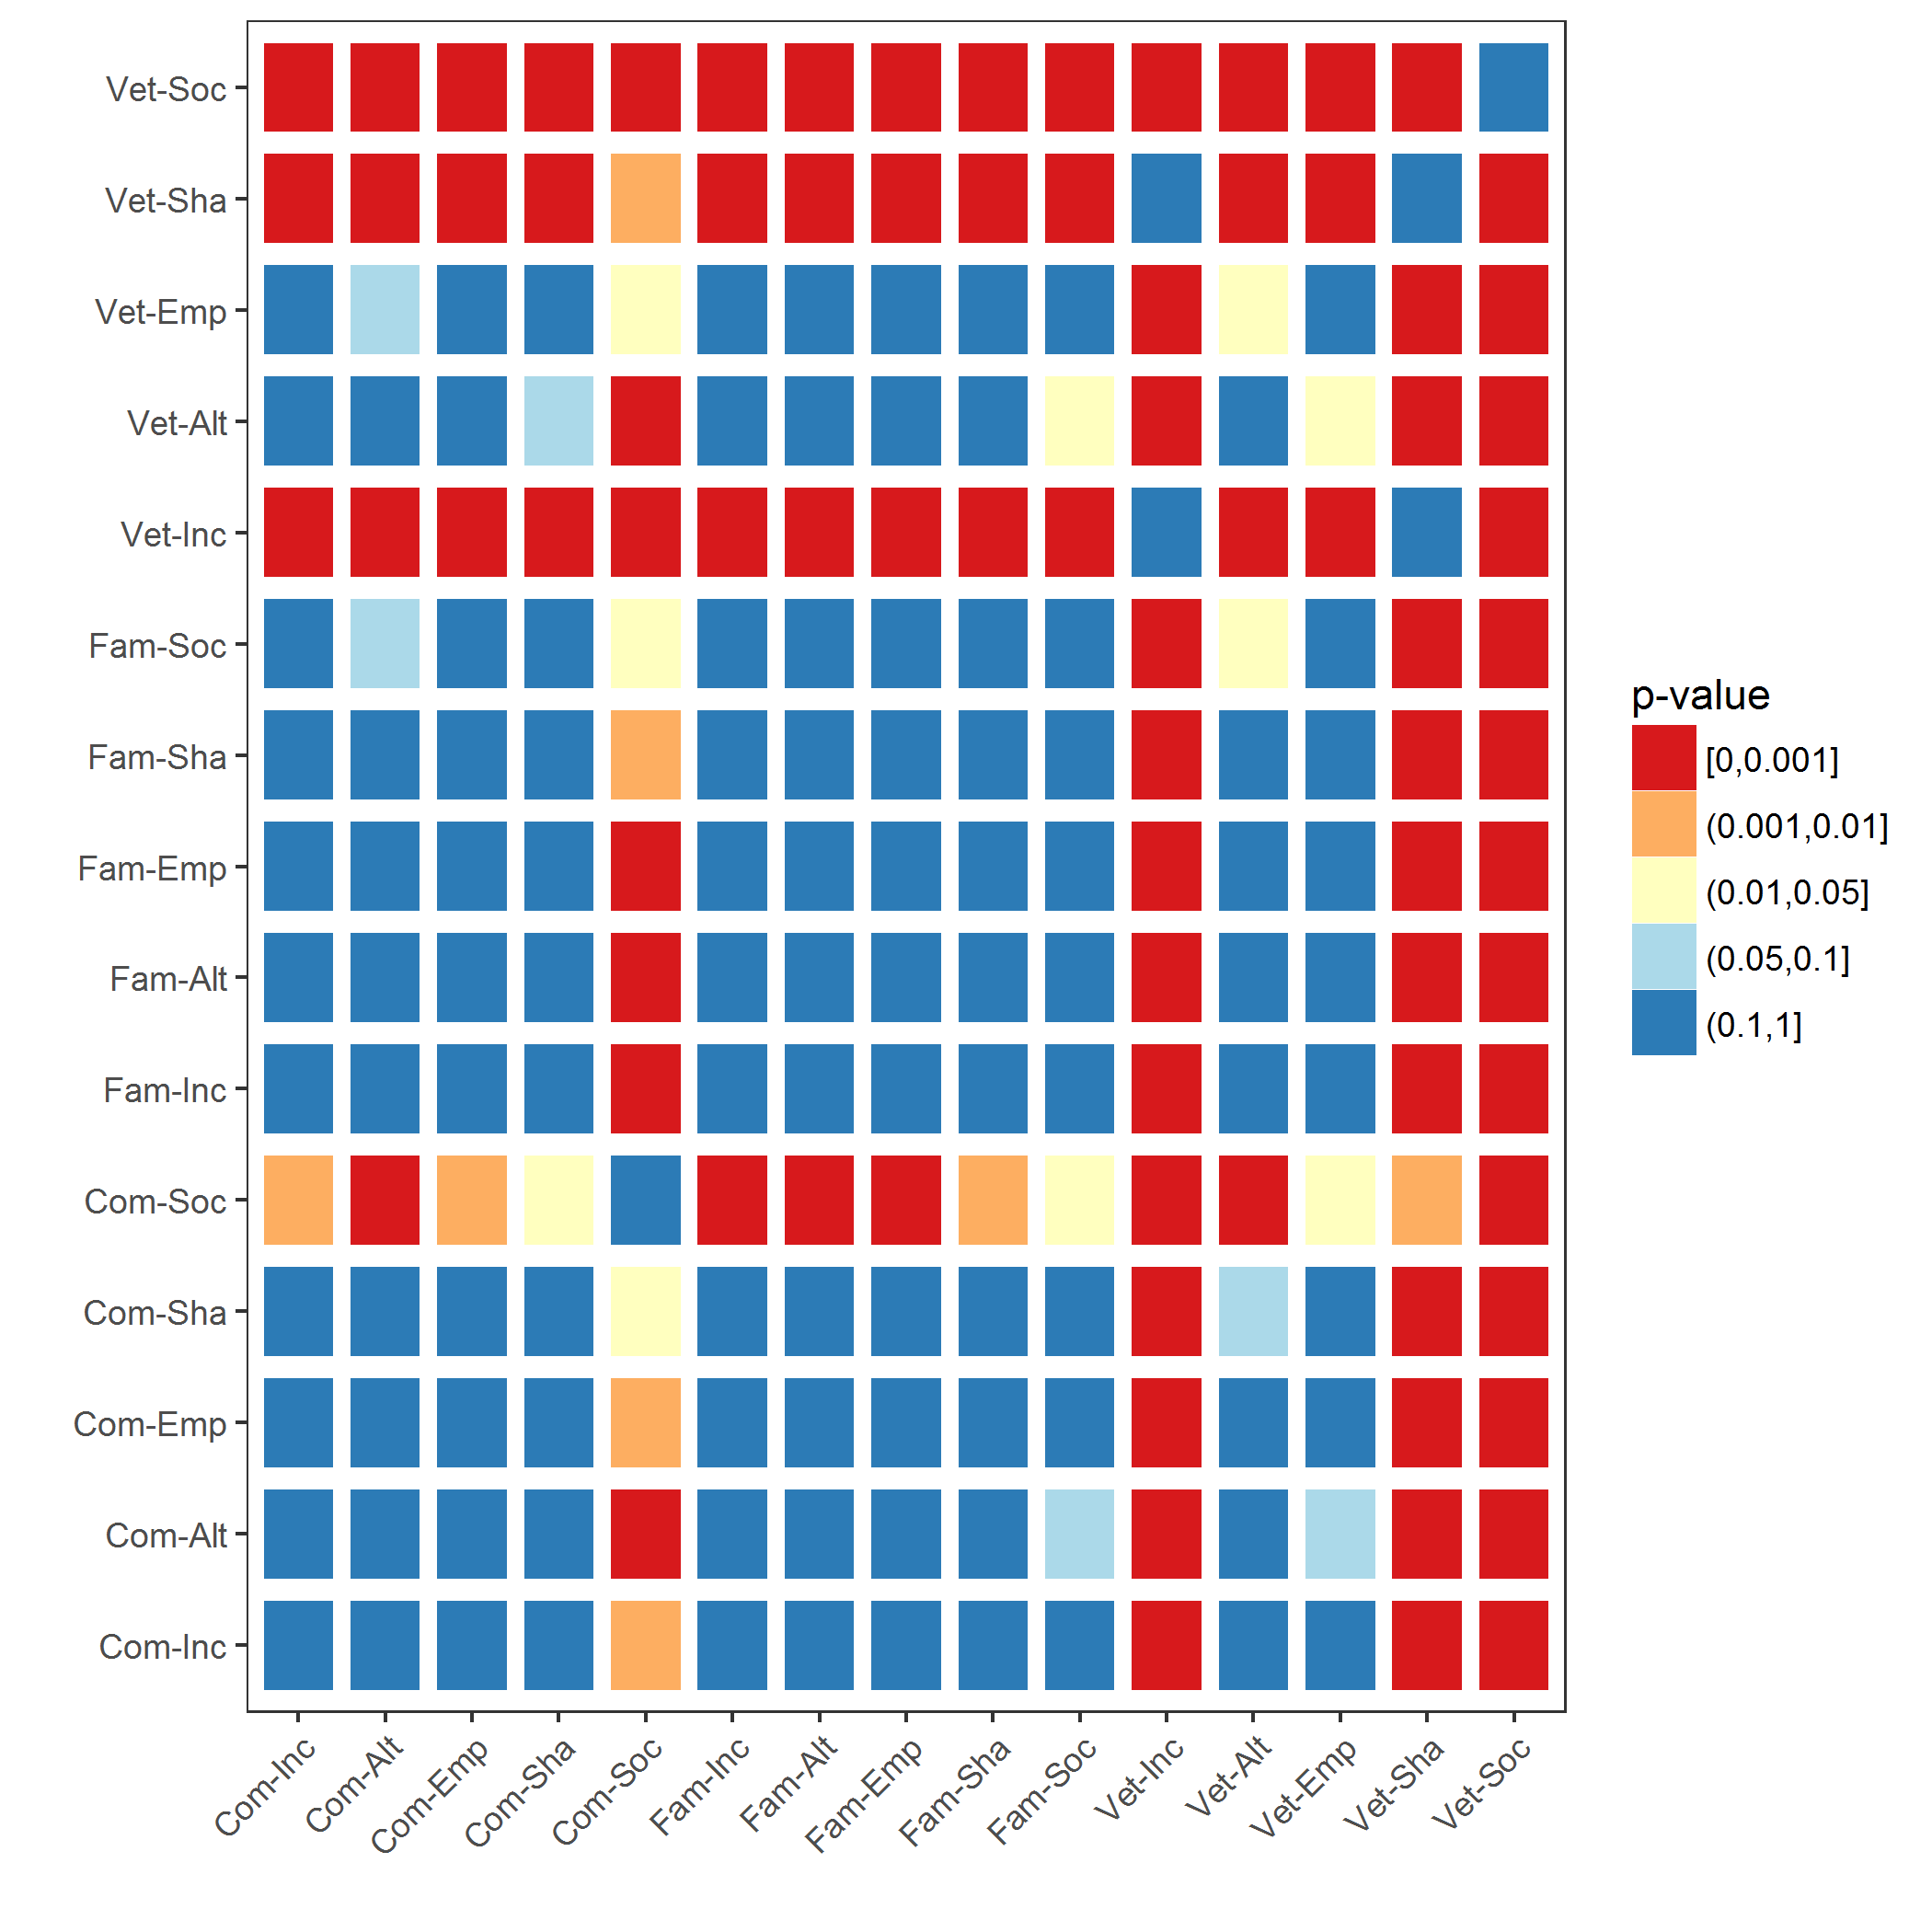 Vet-Soc
Vet-Sha
Vet-Emp
Vet-Alt
Vet-Inc
Fam-Soc
Fam-Sha
Fam-Emp
Fam-Alt
Fam-Inc
Com-Soc
Com-Sha
Com-Emp
Com-Alt
Com-Inc
Com-Inc
Com-Alt
Com-Emp
Com-Sha
Com-Soc
Fam-Inc
Fam-Alt
Fam-Emp
Fam-Sha
Fam-Soc
Vet-Inc
Vet-Alt
Vet-Emp
Vet-Sha
Vet-Soc
p-value
[0,0.001]
(0.001,0.01]
(0.01,0.05]
(0.05,0.1]
(0.1,1]